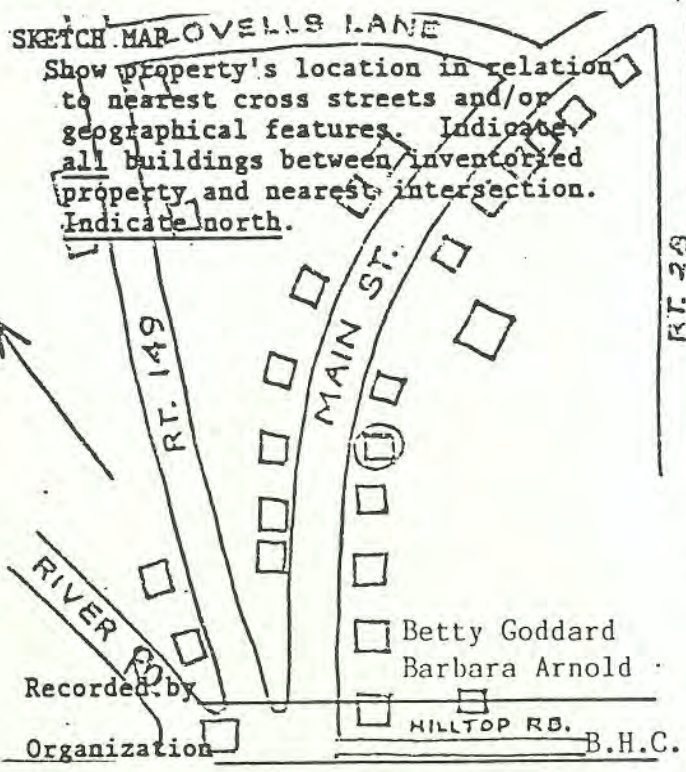 LOVELLS LANE
SKETCH MAP
Show property's location in relation
to nearest cross streets and/or
geographical features. Indicate
all buildings between inventoried
property and nearest intersection.
Indicate north.
RT. 28
MAIN ST.
RT. 149
RIVER RD.
Betty Goddard
Barbara Arnold
Recorded by
HILLTOP RD.
Organization
B.H.C.